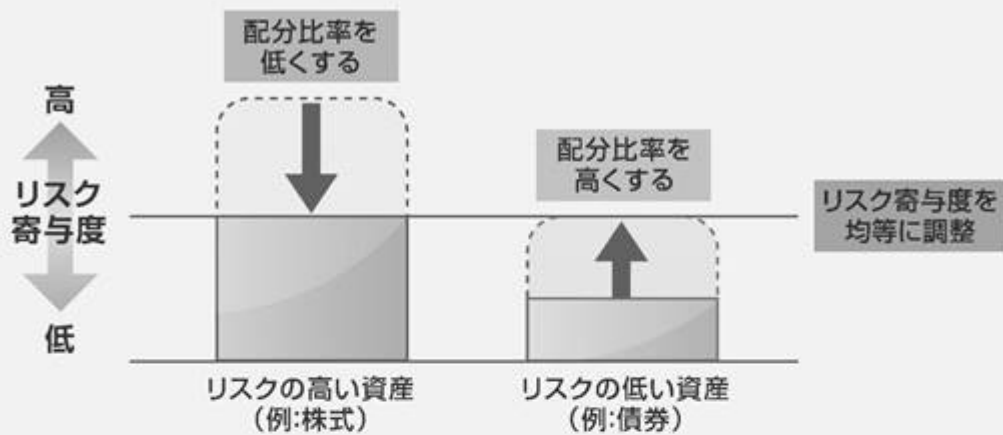 配分比率を
低くする
高
リスク
寄与度
低
配分比率を
高くする
リスク寄与度を
均等に調整
リスクの高い資産
(例:株式)
リスクの低い資産
(例:債券)